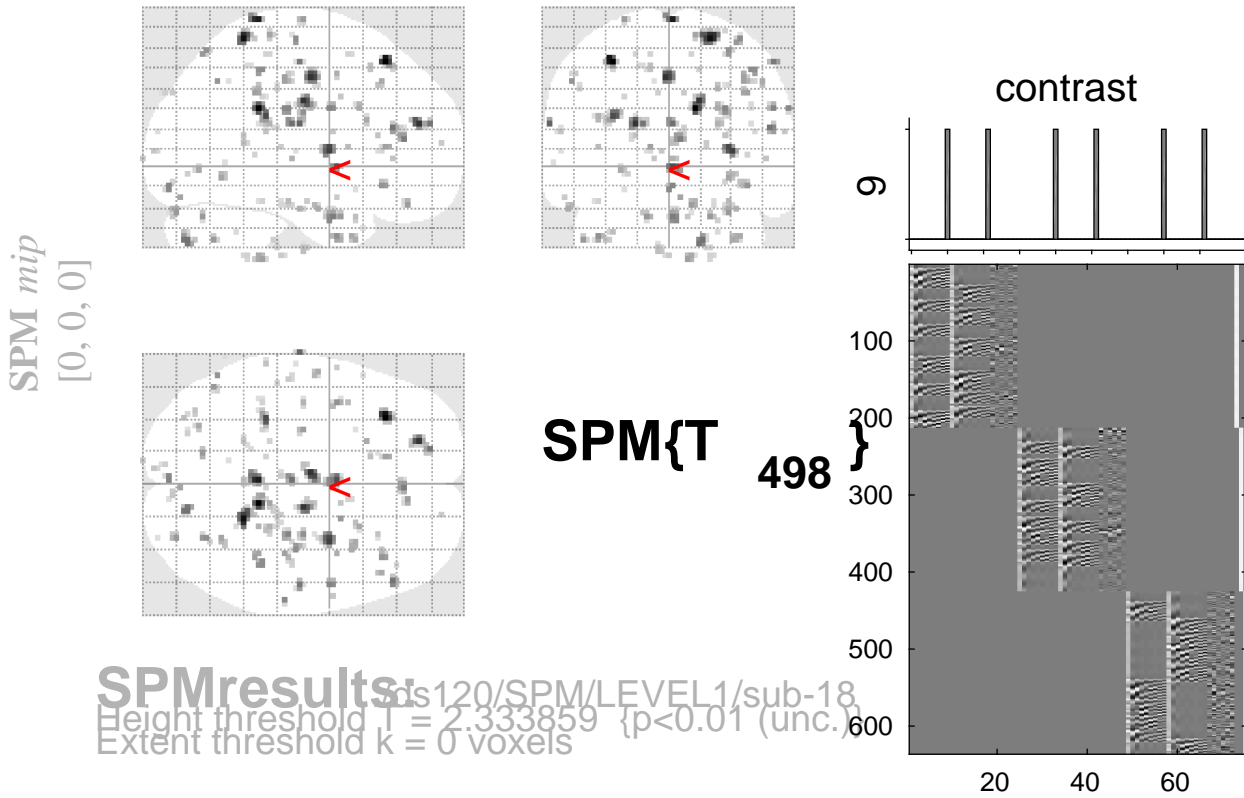 SPM mip
[0, 0, 0]
SPM{T 498 }
SPMresults: /ds120/SPM/LEVEL1/sub-18
Height threshold T = 2.333859 {p<0.01 (unc.)}
Extent threshold k = 0 voxels
contrast
9
100
200
300
400
500
600
20 40 60